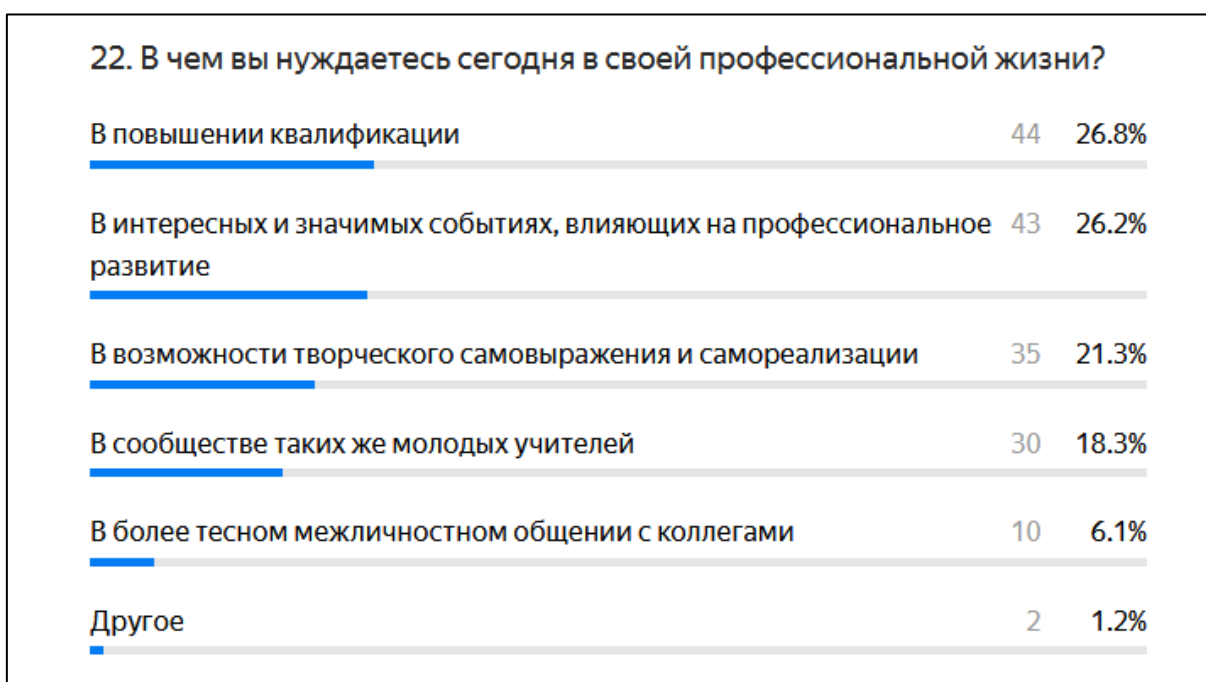 22. В чем вы нуждаетесь сегодня в своей профессиональной жизни?
В повышении квалификации 44 26.8%
В интересных и значимых событиях, влияющих на профессиональное 43 26.2%
развитие
В возможности творческого самовыражения и самореализации 35 21.3%
В сообществе таких же молодых учителей 30 18.3%
В более тесном межличностном общении с коллегами 10 6.1%
Другое 2 1.2%